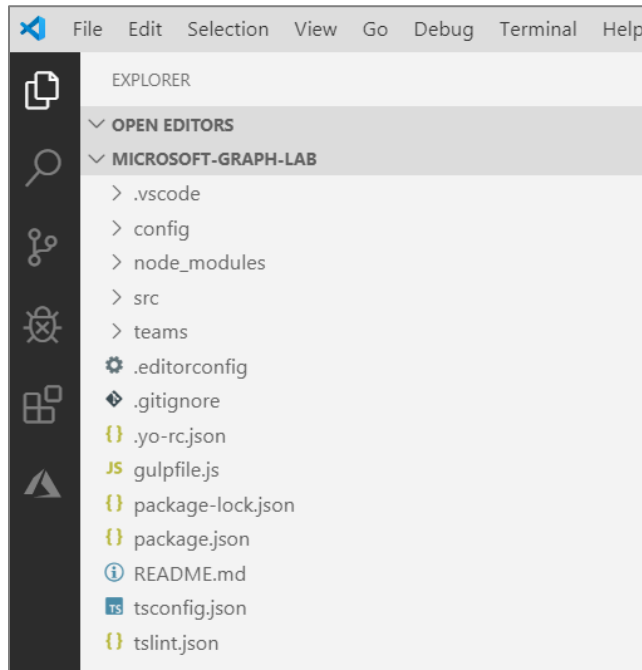 File Edit Selection View Go Debug Terminal Help
EXPLORER
OPEN EDITORS
MICROSOFT-GRAPH-LAB
.vscode
config
node_modules
src
teams
.editorconfig
.gitignore
{} .yo-rc.json
JS gulpfile.js
{} package-lock.json
{} package.json
README.md
TS tsconfig.json
{} tslint.json